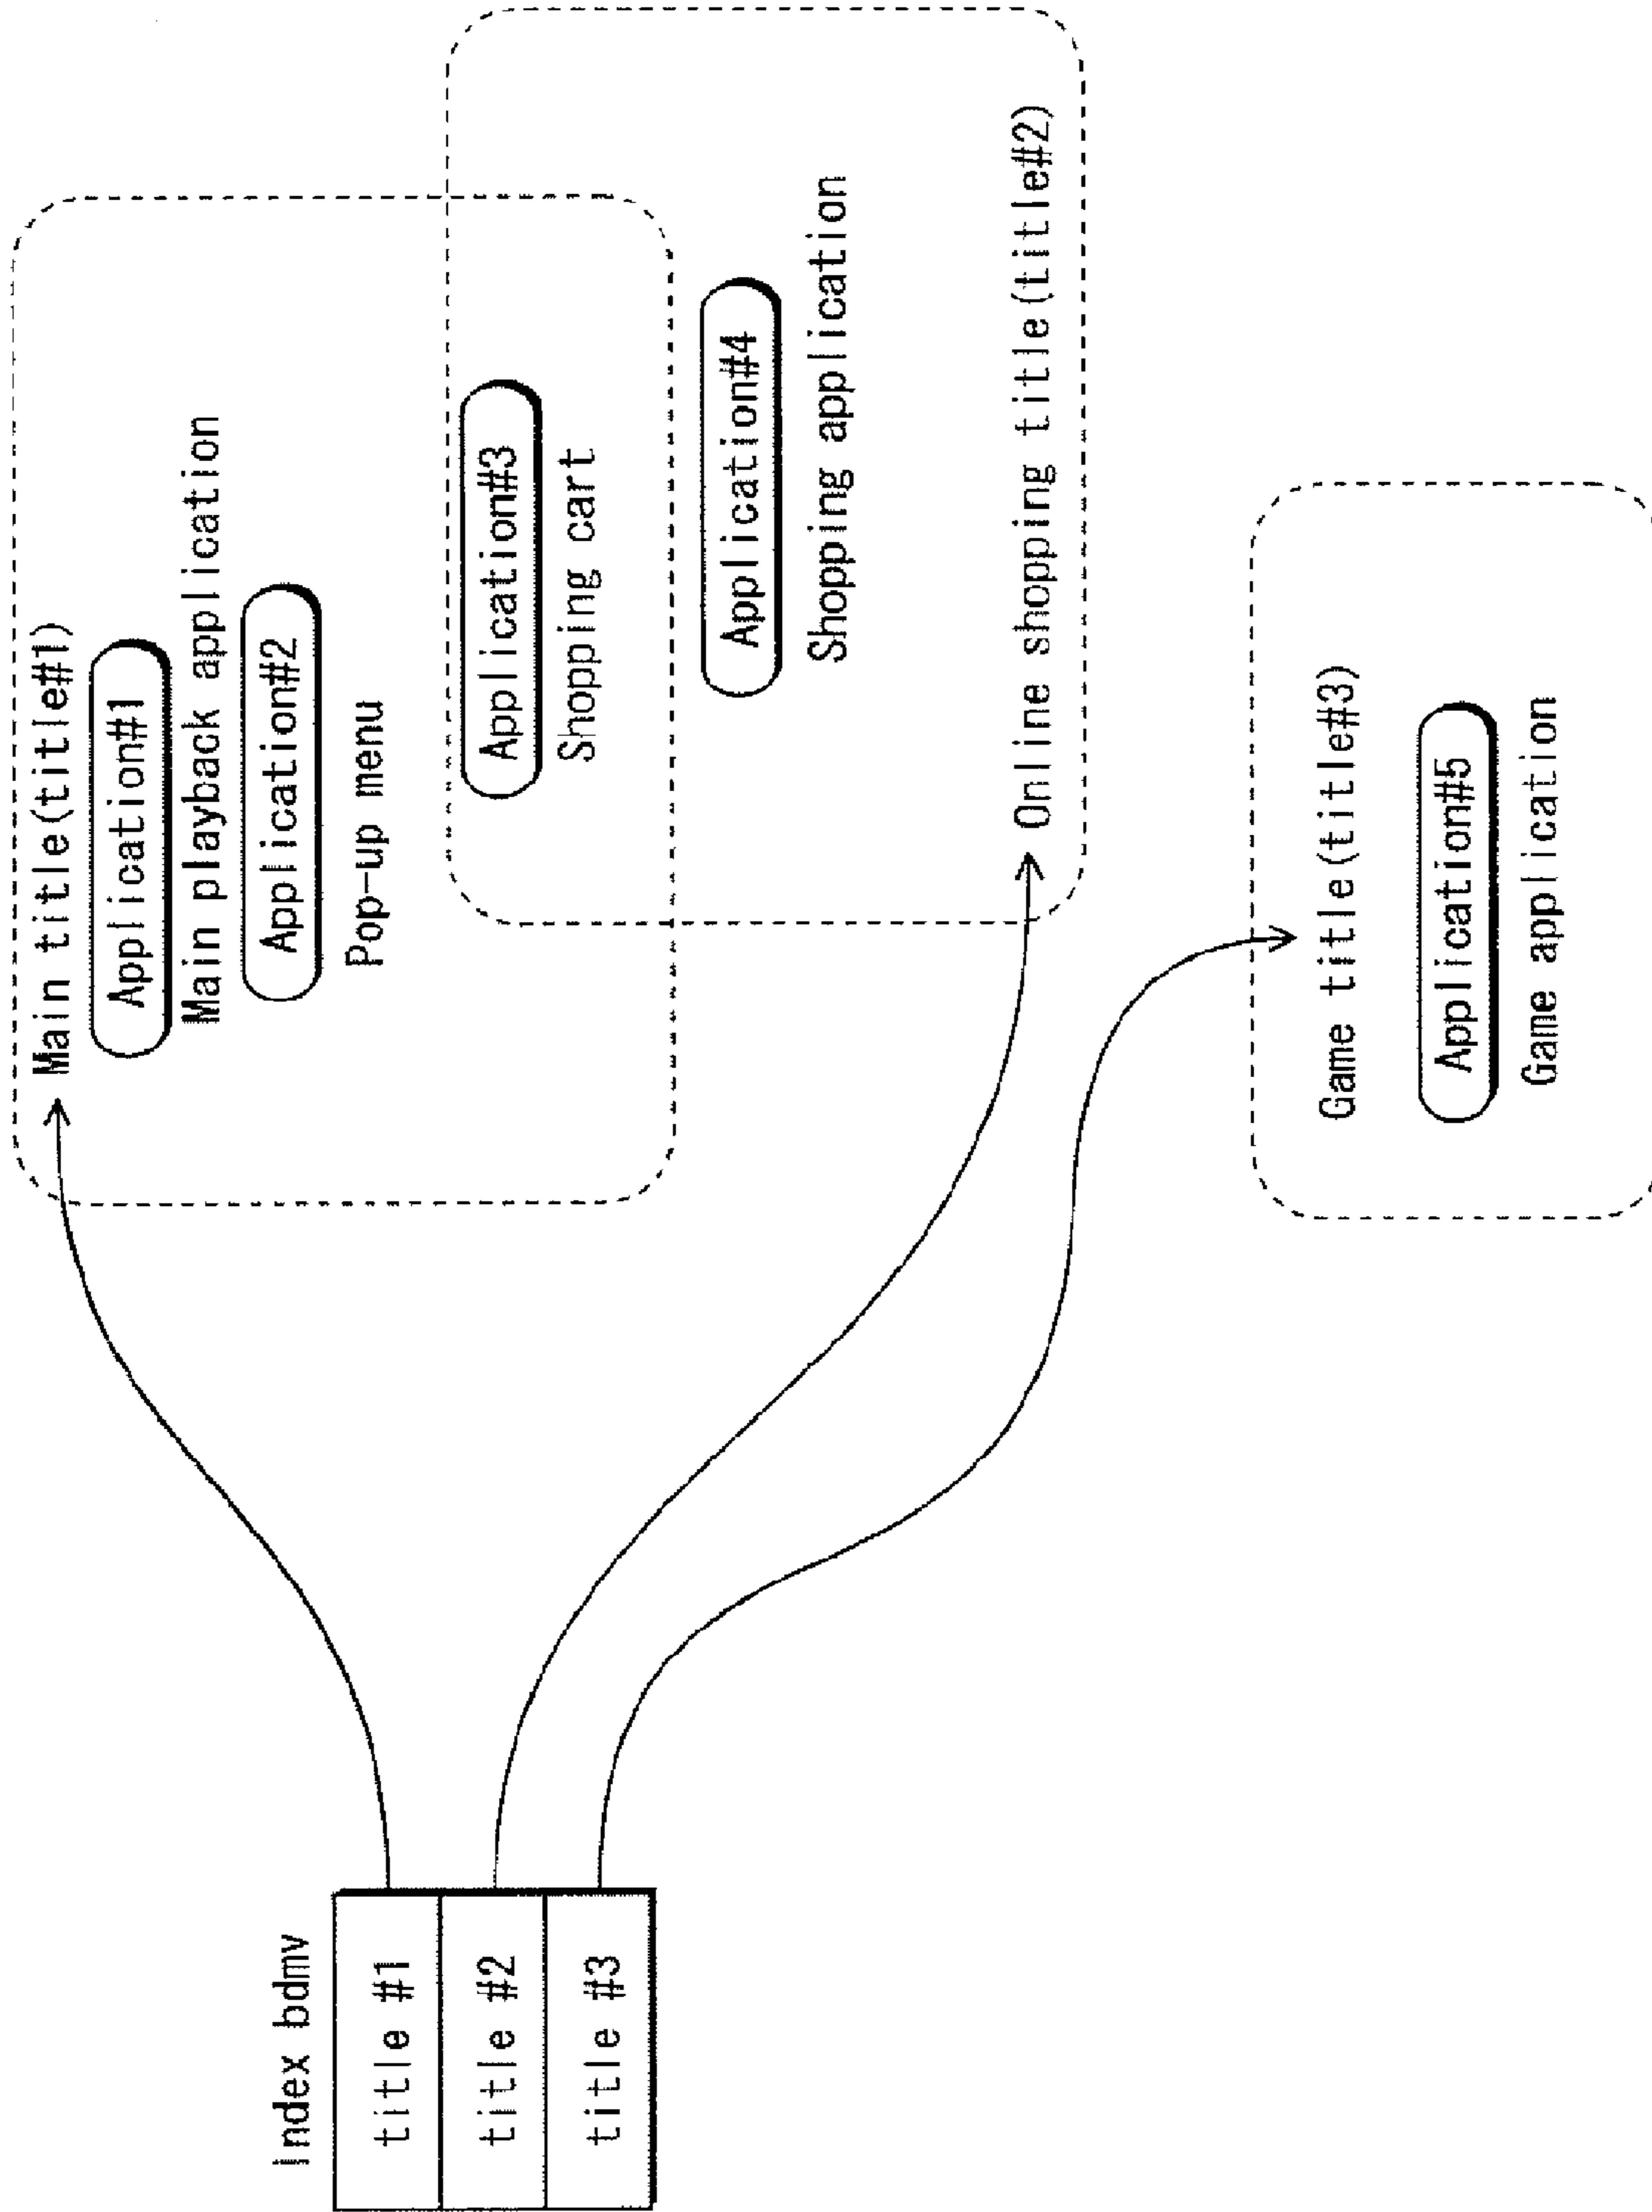 index bdmv
title #1
title #2
title #3
Main title(title#1)
Application#1
Main playback application
Application#2
Pop-up menu
Application#3
Shopping cart
Application#4
Shopping application
Online shopping title(title#2)
Game title(title#3)
Application#5
Game application